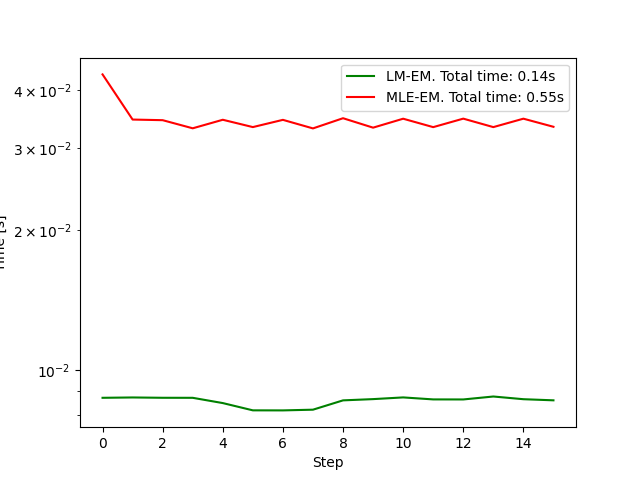 LM-EM. Total time: 0.14s
MLE-EM. Total time: 0.55s
4 × 10⁻²
3 × 10⁻²
2 × 10⁻²
10⁻²
[s]
0 2 4 6 8 10 12 14
Step